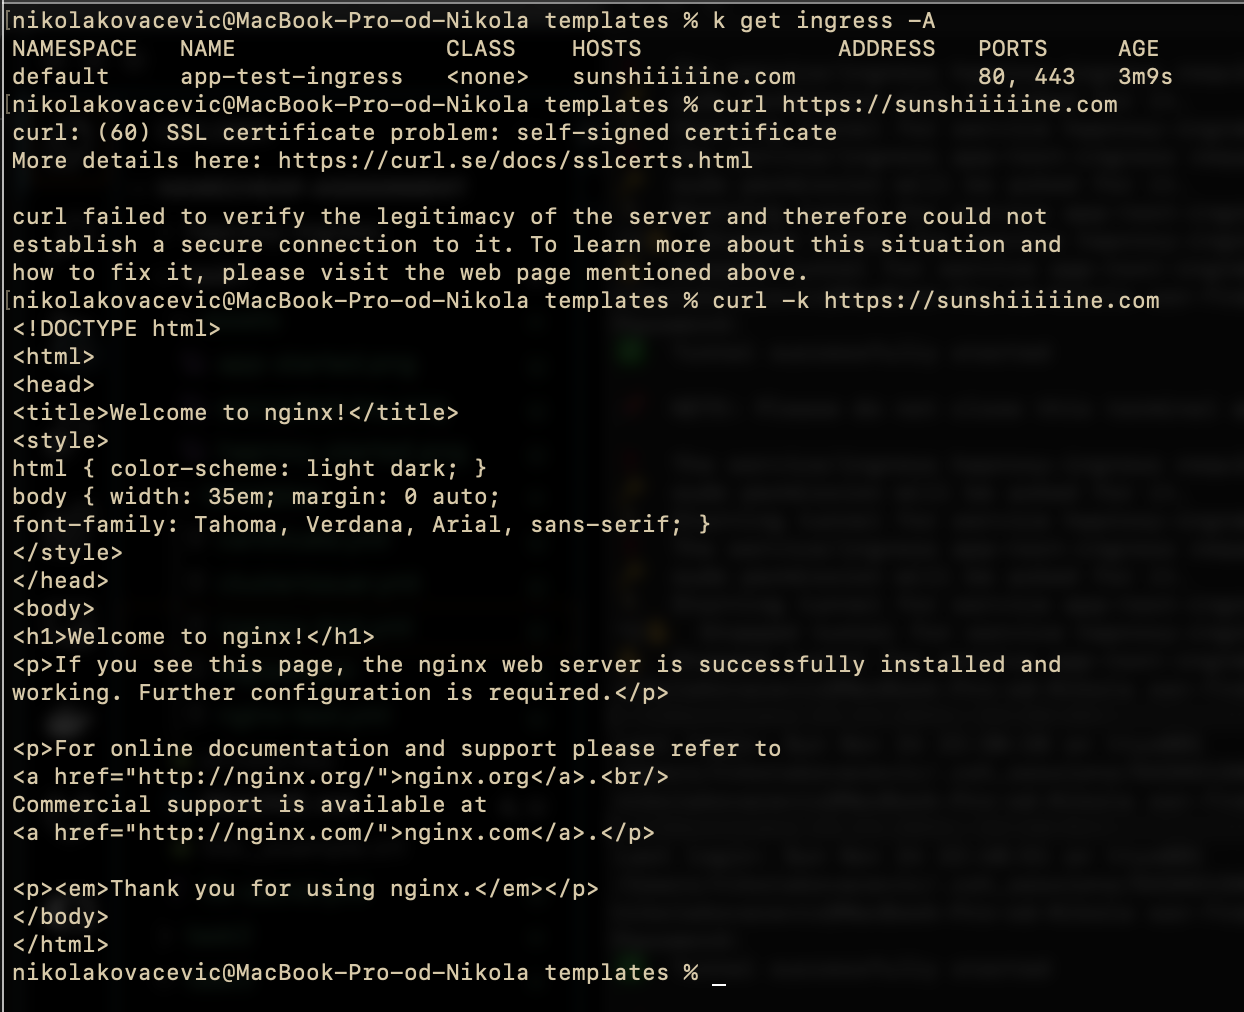 [nikolakovacevic@MacBook-Pro-od-Nikola templates % k get ingress -A
NAMESPACE   NAME               CLASS    HOSTS              ADDRESS   PORTS     AGE
default     app-test-ingress   <none>   sunshiiiiine.com             80, 443   3m9s
[nikolakovacevic@MacBook-Pro-od-Nikola templates % curl https://sunshiiiiine.com
curl: (60) SSL certificate problem: self-signed certificate
More details here: https://curl.se/docs/sslcerts.html

curl failed to verify the legitimacy of the server and therefore could not
establish a secure connection to it. To learn more about this situation and
how to fix it, please visit the web page mentioned above.
[nikolakovacevic@MacBook-Pro-od-Nikola templates % curl -k https://sunshiiiiine.com
<!DOCTYPE html>
<html>
<head>
<title>Welcome to nginx!</title>
<style>
html { color-scheme: light dark; }
body { width: 35em; margin: 0 auto;
font-family: Tahoma, Verdana, Arial, sans-serif; }
</style>
</head>
<body>
<h1>Welcome to nginx!</h1>
<p>If you see this page, the nginx web server is successfully installed and
working. Further configuration is required.</p>

<p>For online documentation and support please refer to
<a href="http://nginx.org/">nginx.org</a>.<br/>
Commercial support is available at
<a href="http://nginx.com/">nginx.com</a>.</p>

<p><em>Thank you for using nginx.</em></p>
</body>
</html>
nikolakovacevic@MacBook-Pro-od-Nikola templates % _